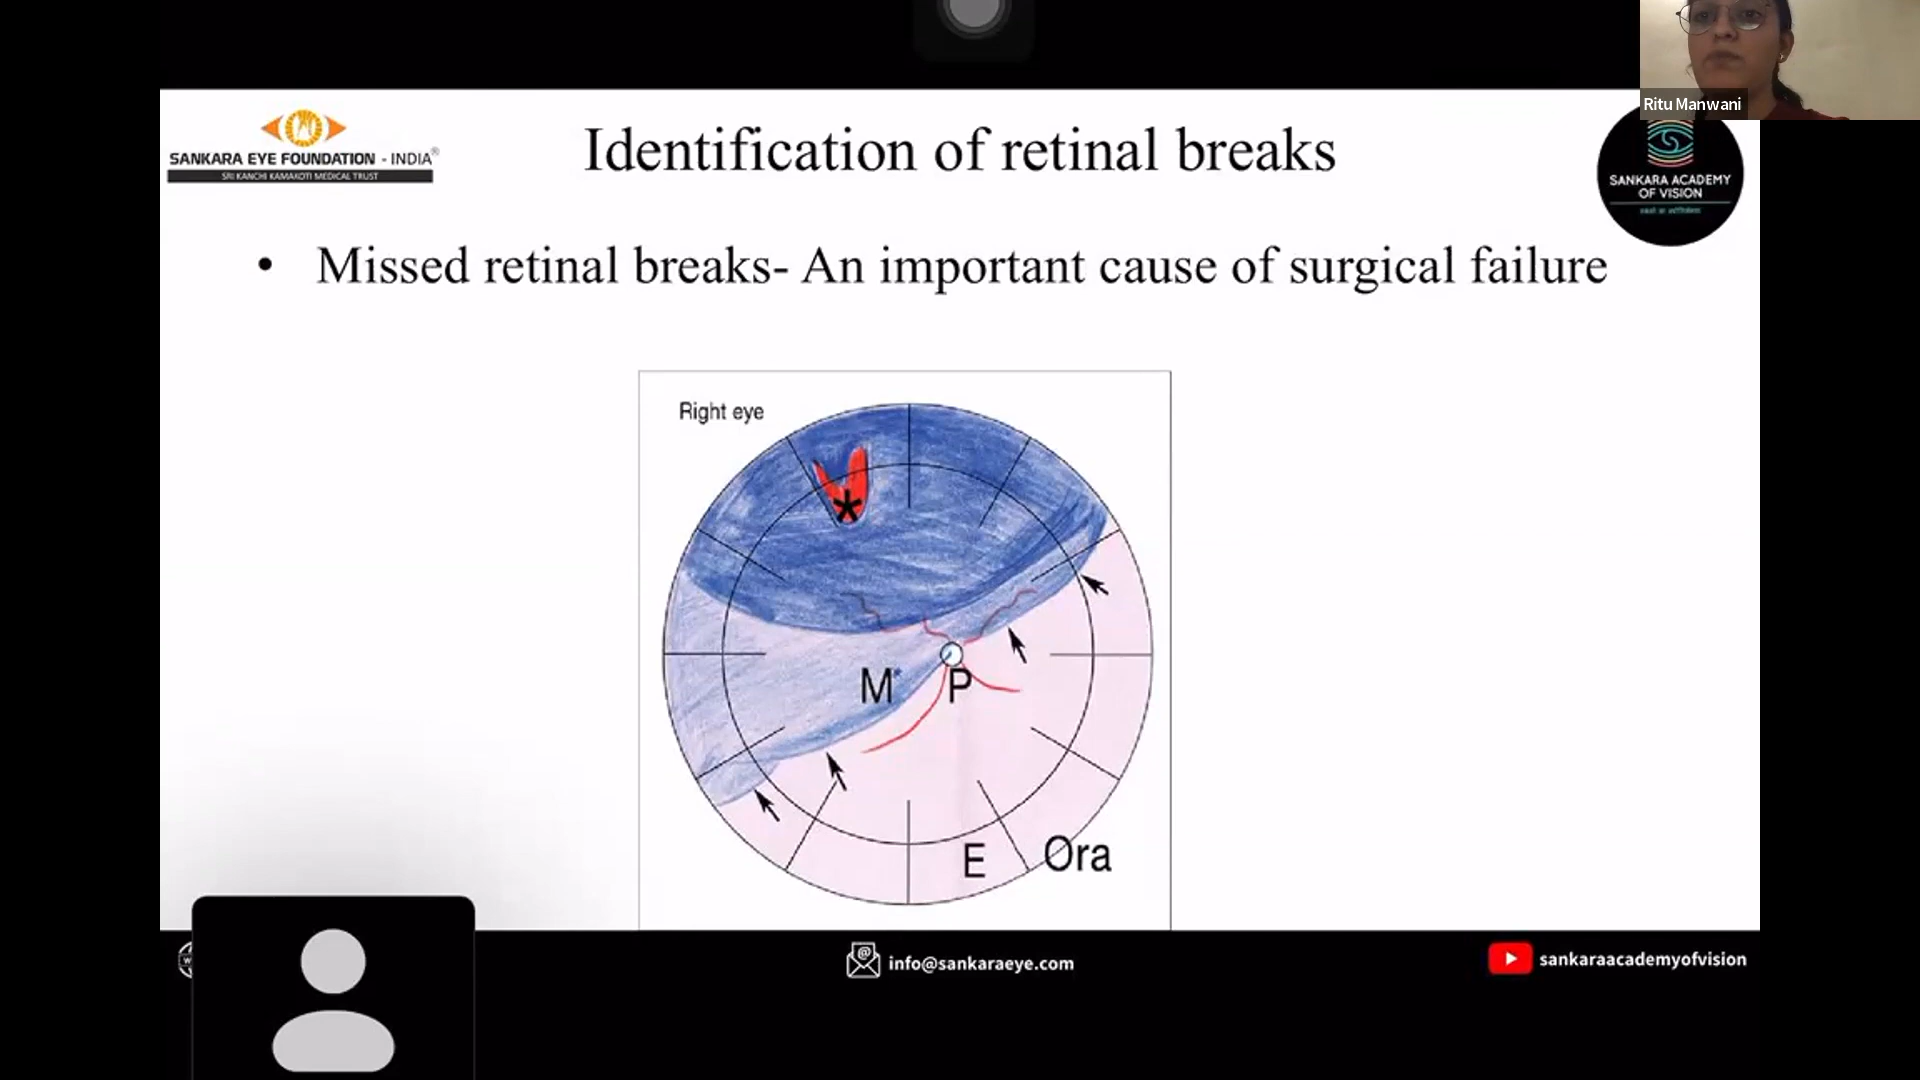 Ritu Manwani
SANKARA EYE FOUNDATION - INDIA®
SRI KANCHI KAMAKOTI MEDICAL TRUST
Identification of retinal breaks
SANKARA ACADEMY
OF VISION
• Missed retinal breaks- An important cause of surgical failure
Right eye
*
M*
P
E
Ora
info@sankaraeye.com
sankaraacademyofvision